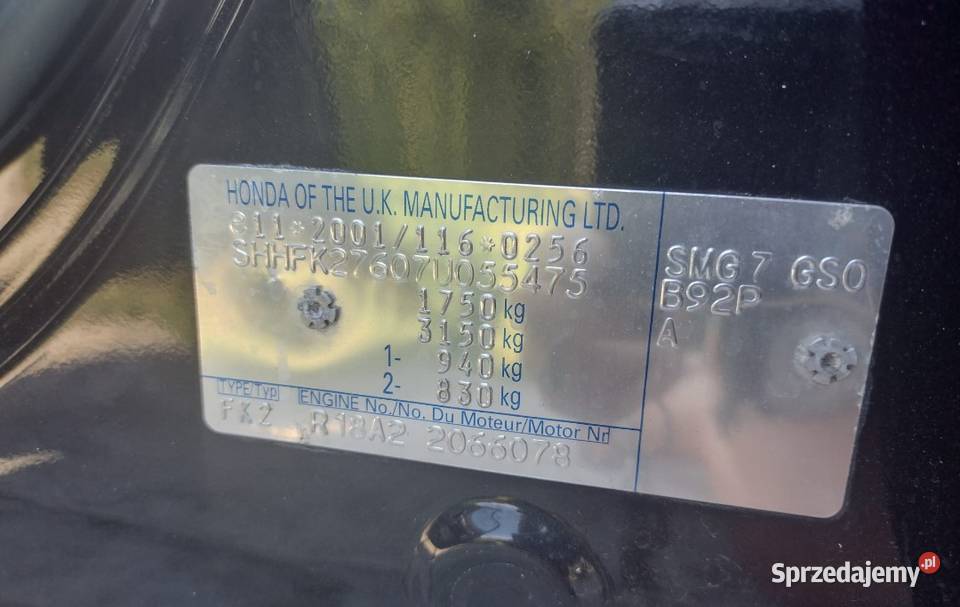 HONDA OF THE U.K. MANUFACTURING LTD.
e11*2001/116*0256
SHHFK27607U055475
1750 kg
3150 kg
1- 940 kg
2- 830 kg
TYPE/TYP ENGINE No./No. Du Moteur/Motor Nr
FK2 R18A2 2066078
SMG 7 GSO
B92P
A
Sprzedajemy.pl